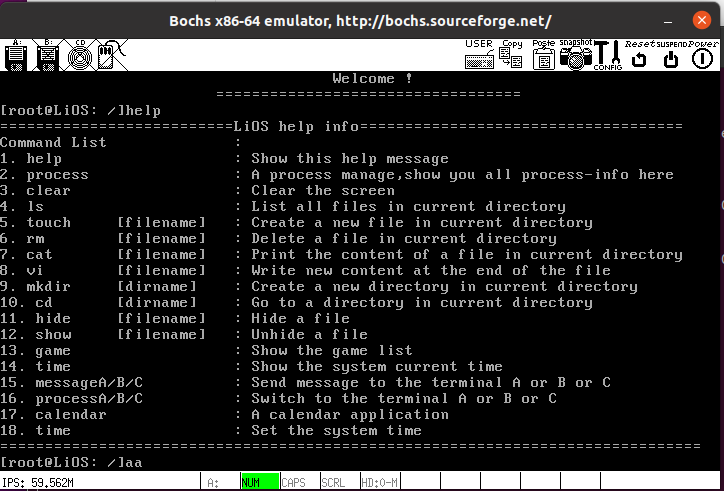 Bochs x86-64 emulator, http://bochs.sourceforge.net/
A: B: CD USER Copy Paste snapshot CONFIG Reset SUSPEND Power
Welcome !
==================================
[root@LiOS: /]help
==========================LiOS help info====================================
Command List :
1. help : Show this help message
2. process : A process manage,show you all process-info here
3. clear : Clear the screen
4. ls : List all files in current directory
5. touch [filename] : Create a new file in current directory
6. rm [filename] : Delete a file in current directory
7. cat [filename] : Print the content of a file in current directory
8. vi [filename] : Write new content at the end of the file
9. mkdir [dirname] : Create a new directory in current directory
10. cd [dirname] : Go to a directory in current directory
11. hide [filename] : Hide a file
12. show [filename] : Unhide a file
13. game : Show the game list
14. time : Show the system current time
15. messageA/B/C : Send message to the terminal A or B or C
16. processA/B/C : Switch to the terminal A or B or C
17. calendar : A calendar application
18. time : Set the system time
==============================================================================
[root@LiOS: /]aa
IPS: 59.562M A: NUM CAPS SCRL HD:0-M